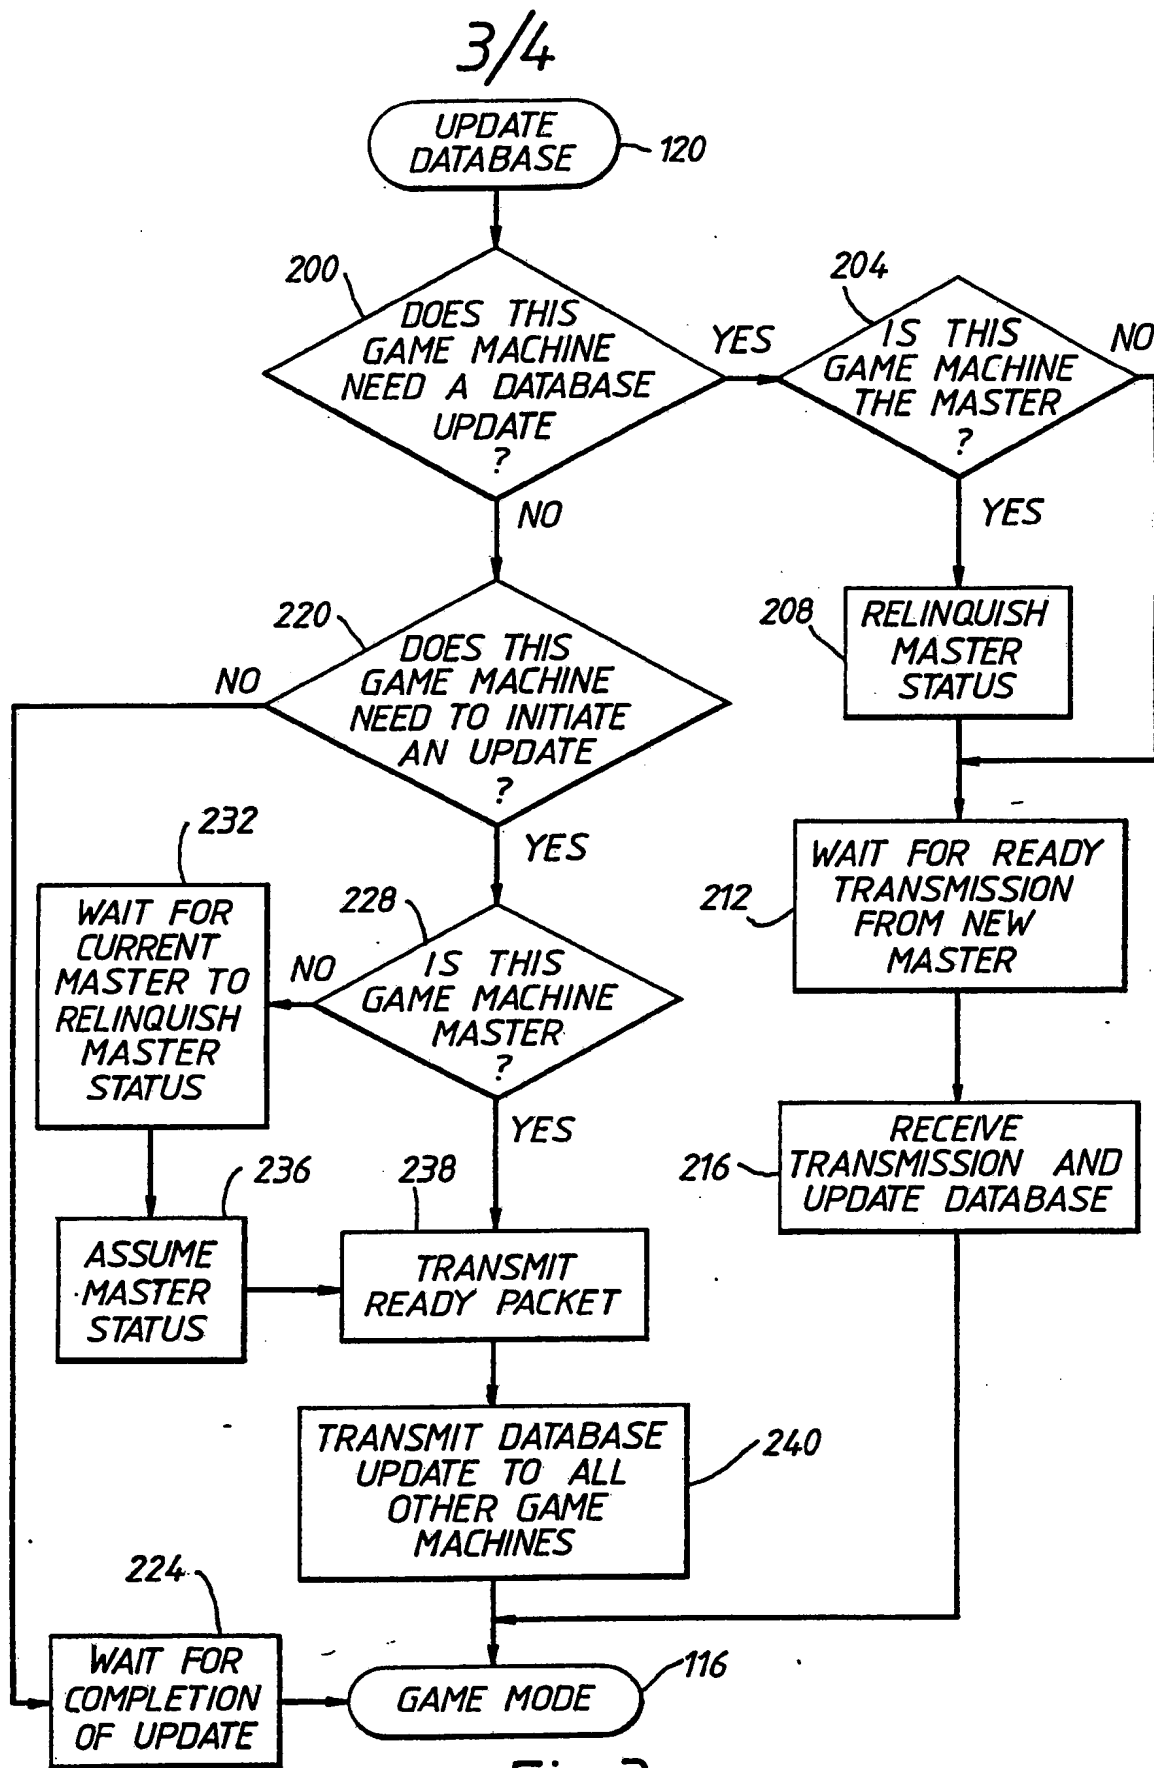 3/4
UPDATE
DATABASE
120
200
DOES THIS
GAME MACHINE
NEED A DATABASE
UPDATE
?
YES
NO
204
IS THIS
GAME MACHINE
THE MASTER
?
NO
YES
208
RELINQUISH
MASTER
STATUS
220
DOES THIS
GAME MACHINE
NEED TO INITIATE
AN UPDATE
?
NO
YES
212
WAIT FOR READY
TRANSMISSION
FROM NEW
MASTER
232
WAIT FOR
CURRENT
MASTER TO
RELINQUISH
MASTER
STATUS
228
IS THIS
GAME MACHINE
MASTER
?
NO
YES
216
RECEIVE
TRANSMISSION AND
UPDATE DATABASE
236
ASSUME
MASTER
STATUS
238
TRANSMIT
READY PACKET
TRANSMIT DATABASE
UPDATE TO ALL
OTHER GAME
MACHINES
240
224
WAIT FOR
COMPLETION
OF UPDATE
GAME MODE
116